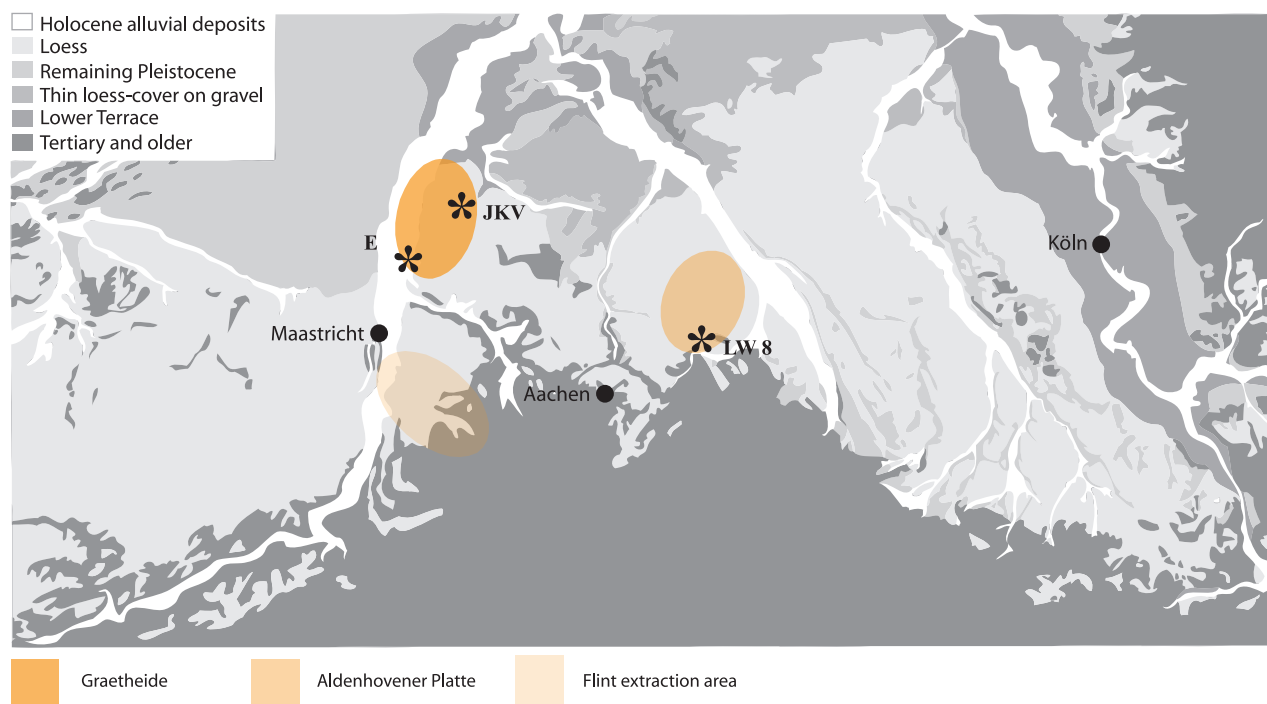 Holocene alluvial deposits
Loess
Remaining Pleistocene
Thin loess-cover on gravel
Lower Terrace
Tertiary and older
JKV
E
Köln
Maastricht
LW 8
Aachen
Graetheide
Aldenhovener Platte
Flint extraction area